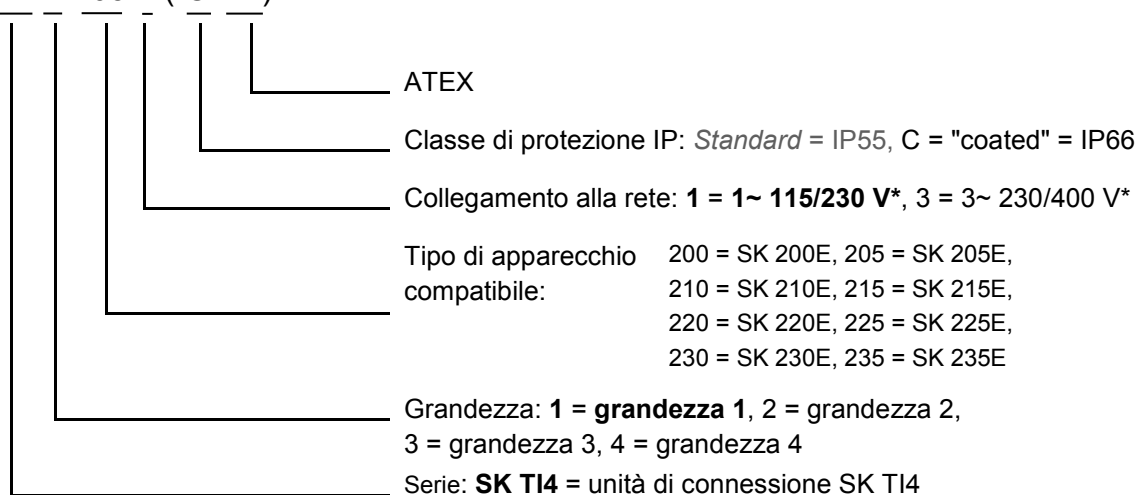 ATEX
Classe di protezione IP: Standard = IP55, C = "coated" = IP66
Collegamento alla rete: 1 = 1~ 115/230 V*, 3 = 3~ 230/400 V*
Tipo di apparecchio compatibile:
200 = SK 200E, 205 = SK 205E,
210 = SK 210E, 215 = SK 215E,
220 = SK 220E, 225 = SK 225E,
230 = SK 230E, 235 = SK 235E
Grandezza: 1 = grandezza 1, 2 = grandezza 2,
3 = grandezza 3, 4 = grandezza 4
Serie: SK TI4 = unità di connessione SK TI4